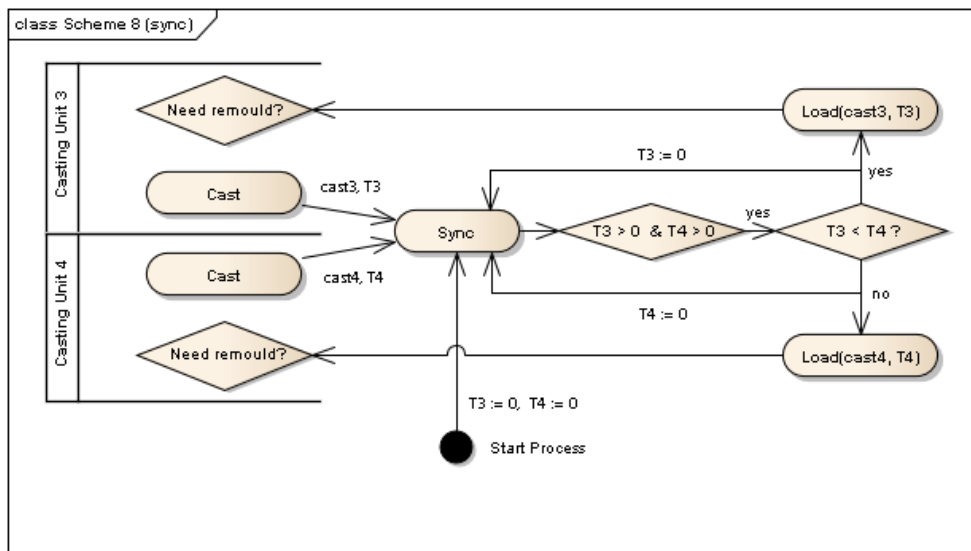 class Scheme 8 (sync)
Casting Unit 3
Need remould?
Load(cast3, T3)
T3 := 0
yes
Cast
cast3, T3
Sync
T3 > 0 & T4 > 0
yes
T3 < T4 ?
Casting Unit 4
Cast
cast4, T4
no
T4 := 0
Need remould?
Load(cast4, T4)
T3 := 0, T4 := 0
Start Process